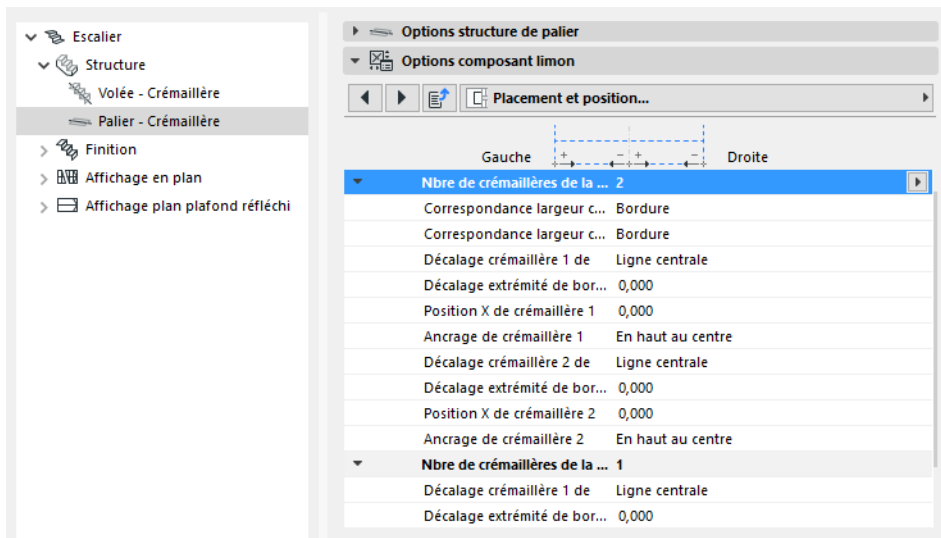 Escalier
Structure
Volée - Crémaillère
Palier - Crémaillère
Finition
Affichage en plan
Affichage plan plafond réfléchi
Options structure de palier
Options composant limon
Placement et position...
Gauche + - + - Droite
Nbre de crémaillères de la ... 2
Correspondance largeur c... Bordure
Correspondance largeur c... Bordure
Décalage crémaillère 1 de Ligne centrale
Décalage extrémité de bor... 0,000
Position X de crémaillère 1 0,000
Ancrage de crémaillère 1 En haut au centre
Décalage crémaillère 2 de Ligne centrale
Décalage extrémité de bor... 0,000
Position X de crémaillère 2 0,000
Ancrage de crémaillère 2 En haut au centre
Nbre de crémaillères de la ... 1
Décalage crémaillère 1 de Ligne centrale
Décalage extrémité de bor... 0,000